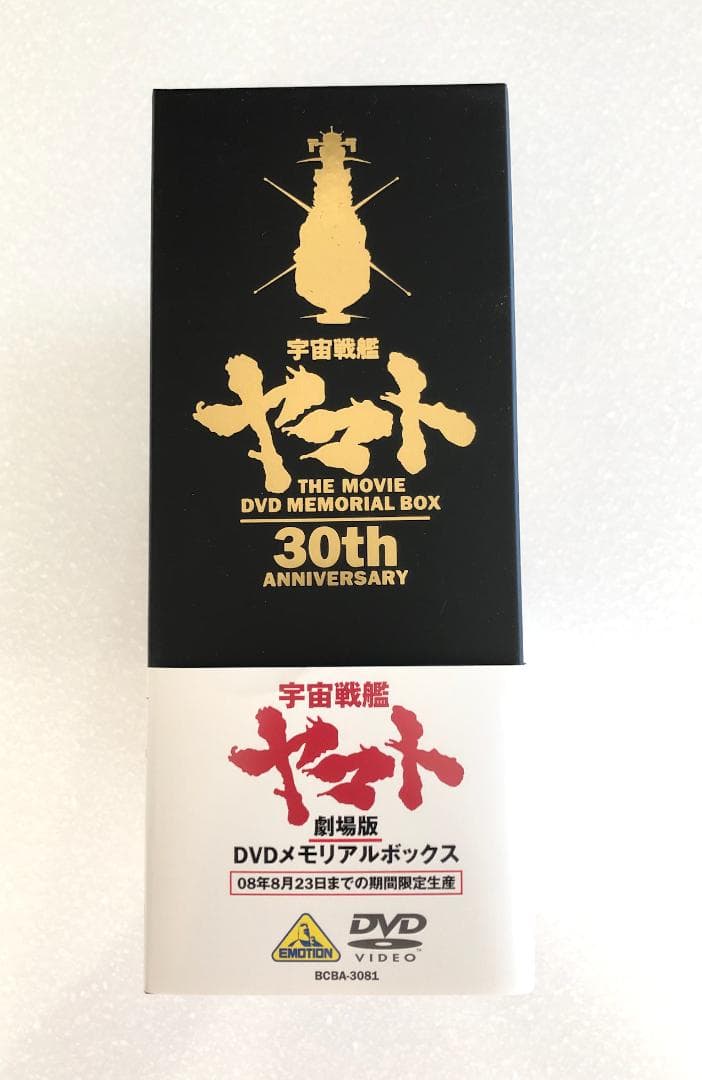 宇宙戦艦
ヤマト
THE MOVIE
DVD MEMORIAL BOX
30th
ANNIVERSARY
宇宙戦艦
ヤマト
劇場版
DVDメモリアルボックス
08年8月23日までの期間限定生産
EMOTION
DVD
VIDEO™
BCBA-3081